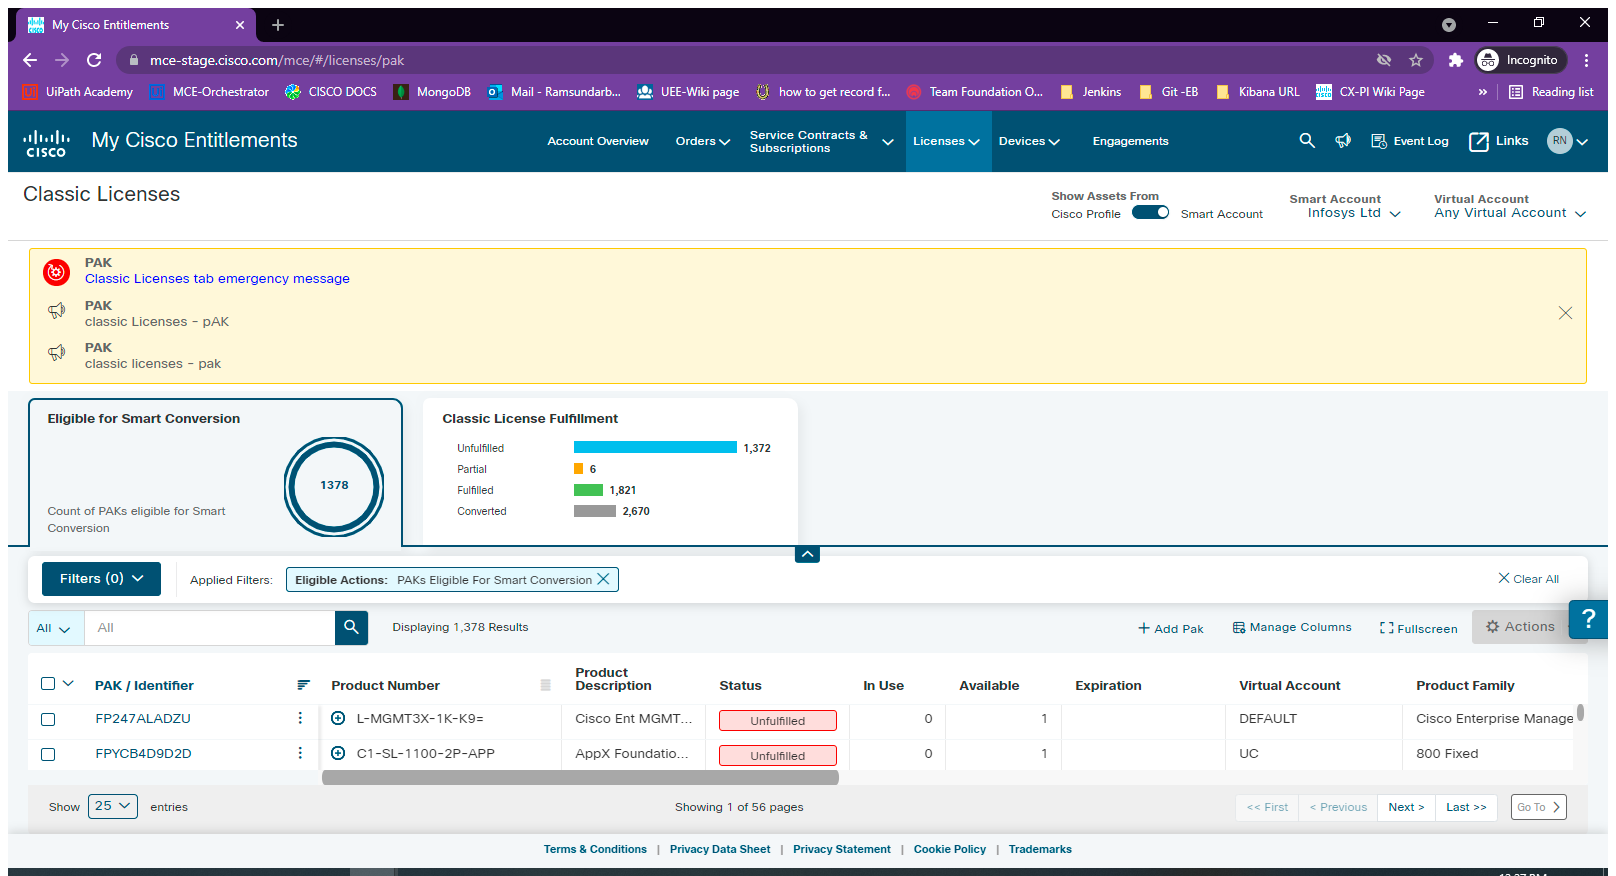 My Cisco Entitlements
mce-stage.cisco.com/mce/#/licenses/pak
Incognito
UiPath Academy
MCE-Orchestrator
CISCO DOCS
MongoDB
Mail - Ramsundarb...
UEE-Wiki page
how to get record f...
Team Foundation O...
Jenkins
Git -EB
Kibana URL
CX-PI Wiki Page
»
Reading list
CISCO
My Cisco Entitlements
Account Overview
Orders
Service Contracts &
Subscriptions
Licenses
Devices
Engagements
Event Log
Links
RN
Classic Licenses
Show Assets From
Cisco Profile
Smart Account
Smart Account
Infosys Ltd
Virtual Account
Any Virtual Account
PAK
Classic Licenses tab emergency message
PAK
classic Licenses - pAK
PAK
classic licenses - pak
Eligible for Smart Conversion
1378
Count of PAKs eligible for Smart
Conversion
Classic License Fulfillment
Unfulfilled 1,372
Partial 6
Fulfilled 1,821
Converted 2,670
Filters (0)
Applied Filters:
Eligible Actions: PAKs Eligible For Smart Conversion
Clear All
All
All
Displaying 1,378 Results
Add Pak
Manage Columns
Fullscreen
Actions
?
PAK / Identifier
Product Number
Product
Description
Status
In Use
Available
Expiration
Virtual Account
Product Family
FP247ALADZU L-MGMT3X-1K-K9= Cisco Ent MGMT... Unfulfilled 0 1 DEFAULT Cisco Enterprise Manage
FPYCB4D9D2D C1-SL-1100-2P-APP AppX Foundatio... Unfulfilled 0 1 UC 800 Fixed
Show 25 entries
Showing 1 of 56 pages
<< First
< Previous
Next >
Last >>
Go To
Terms & Conditions | Privacy Data Sheet | Privacy Statement | Cookie Policy | Trademarks